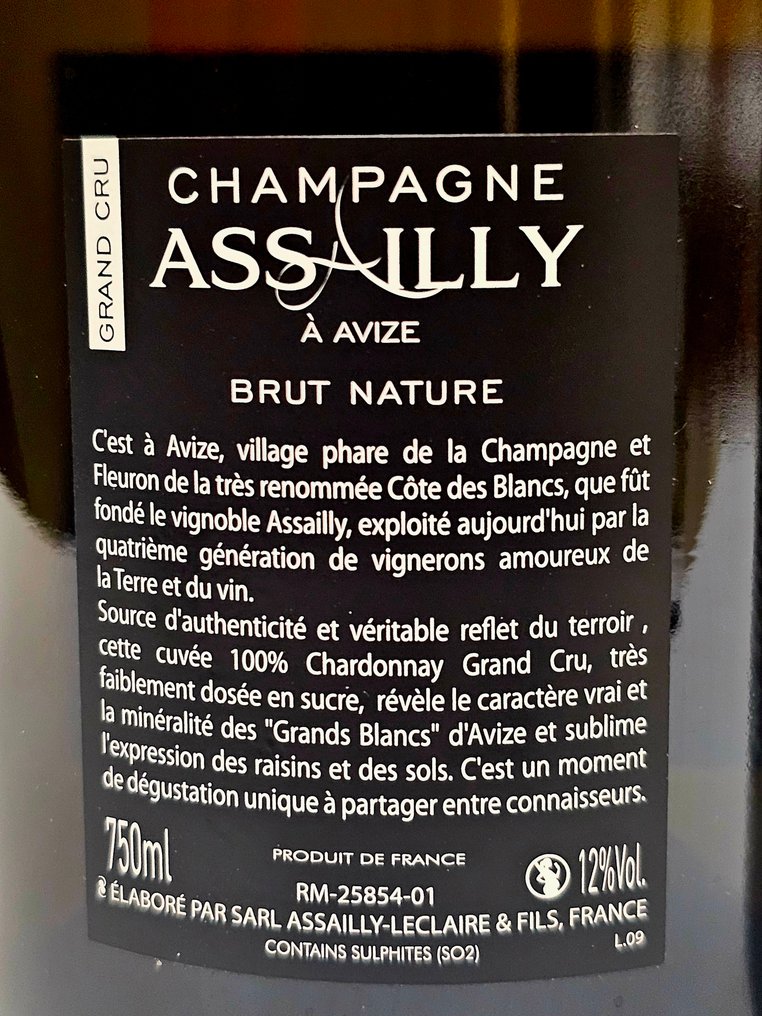 GRAND CRU
CHAMPAGNE
ASSAILLY
À AVIZE
BRUT NATURE
C'est à Avize, village phare de la Champagne et
Fleuron de la très renommée Côte des Blancs, que fût
fondé le vignoble Assailly, exploité aujourd'hui par la
quatrième génération de vignerons amoureux de
la Terre et du vin.
Source d'authenticité et véritable reflet du terroir ,
cette cuvée 100% Chardonnay Grand Cru, très
faiblement dosée en sucre, révèle le caractère vrai et
la minéralité des "Grands Blancs" d'Avize et sublime
l'expression des raisins et des sols. C'est un moment
de dégustation unique à partager entre connaisseurs.
750ml
PRODUIT DE FRANCE
12%Vol.
RM-25854-01
ÉLABORÉ PAR SARL ASSAILLY-LECLAIRE & FILS, FRANCE
CONTAINS SULPHITES (SO2)
L.09